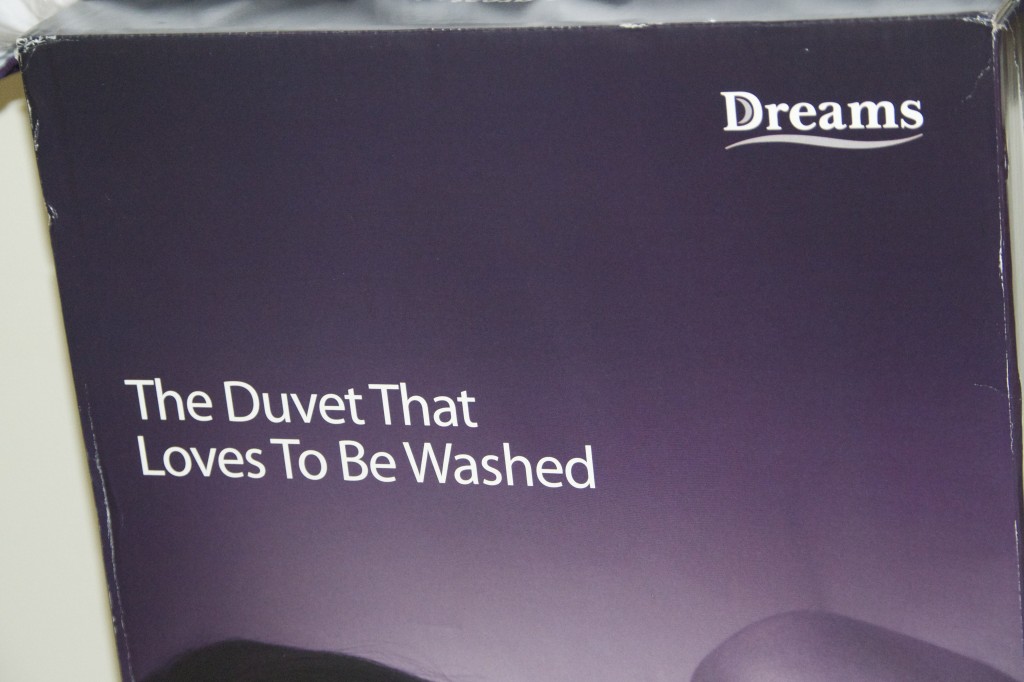 Dreams
The Duvet That
Loves To Be Washed